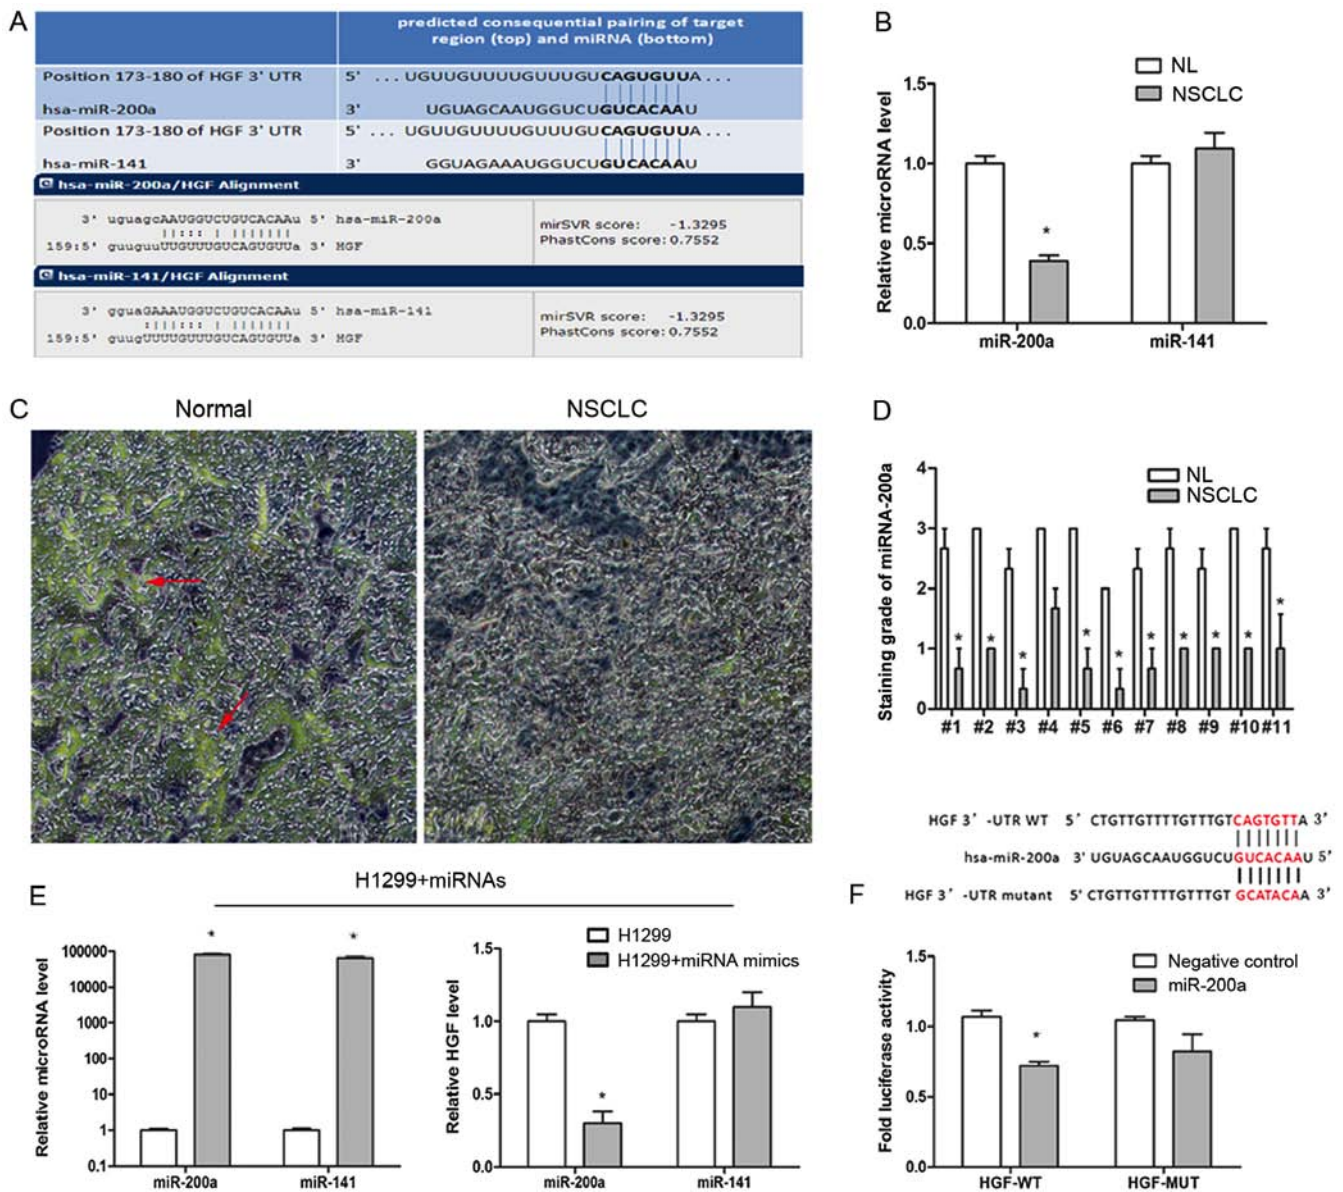 A
predicted consequential pairing of target
region (top) and miRNA (bottom)
Position 173-180 of HGF 3' UTR 5' ...UGUUGUUUUGUUUGUCAGUGUUA...
hsa-miR-200a 3' UGUAGCAAUGGUCUGUCACAAU
Position 173-180 of HGF 3' UTR 5' ...UGUUGUUUUGUUUGUCAGUGUUA...
hsa-miR-141 3' GGUAGAAAUGGUCUGUCACAAU
hsa-miR-200a/HGF Alignment
3' uguagcAAUGGUCUGUCACAAu 5' hsa-miR-200a
159:5' guuguuUUGUUUGUCAGUGUUa 3' HGF
mirSVR score: -1.3295
PhastCons score: 0.7552
hsa-miR-141/HGF Alignment
3' gguaGAAAUGGUCUGUCACAAu 5' hsa-miR-141
159:5' guugUUUUGUUUGUCAGUGUUa 3' HGF
mirSVR score: -1.3295
PhastCons score: 0.7552
B
NL
NSCLC
Relative microRNA level
1.5
1.0
0.5
0.0
*
miR-200a
miR-141
C
Normal
NSCLC
D
NL
NSCLC
Staining grade of miRNA-200a
4
3
2
1
0
* * * * * * * * * *
#1 #2 #3 #4 #5 #6 #7 #8 #9 #10 #11
E
H1299+miRNAs
Relative microRNA level
100000
10000
1000
100
10
1
0.1
* *
miR-200a
miR-141
H1299
H1299+miRNA mimics
Relative HGF level
1.5
1.0
0.5
0.0
*
miR-200a
miR-141
F
HGF 3' -UTR WT 5' CTGTTGTTTTGTTTGTCAGTGTTA 3'
hsa-miR-200a 3' UGUAGCAAUGGUCUGUCACAAU 5'
HGF 3' -UTR mutant 5' CTGTTGTTTTGTTTGT GCATACAA 3'
Negative control
miR-200a
Fold luciferase activity
1.5
1.0
0.5
0.0
*
HGF-WT
HGF-MUT